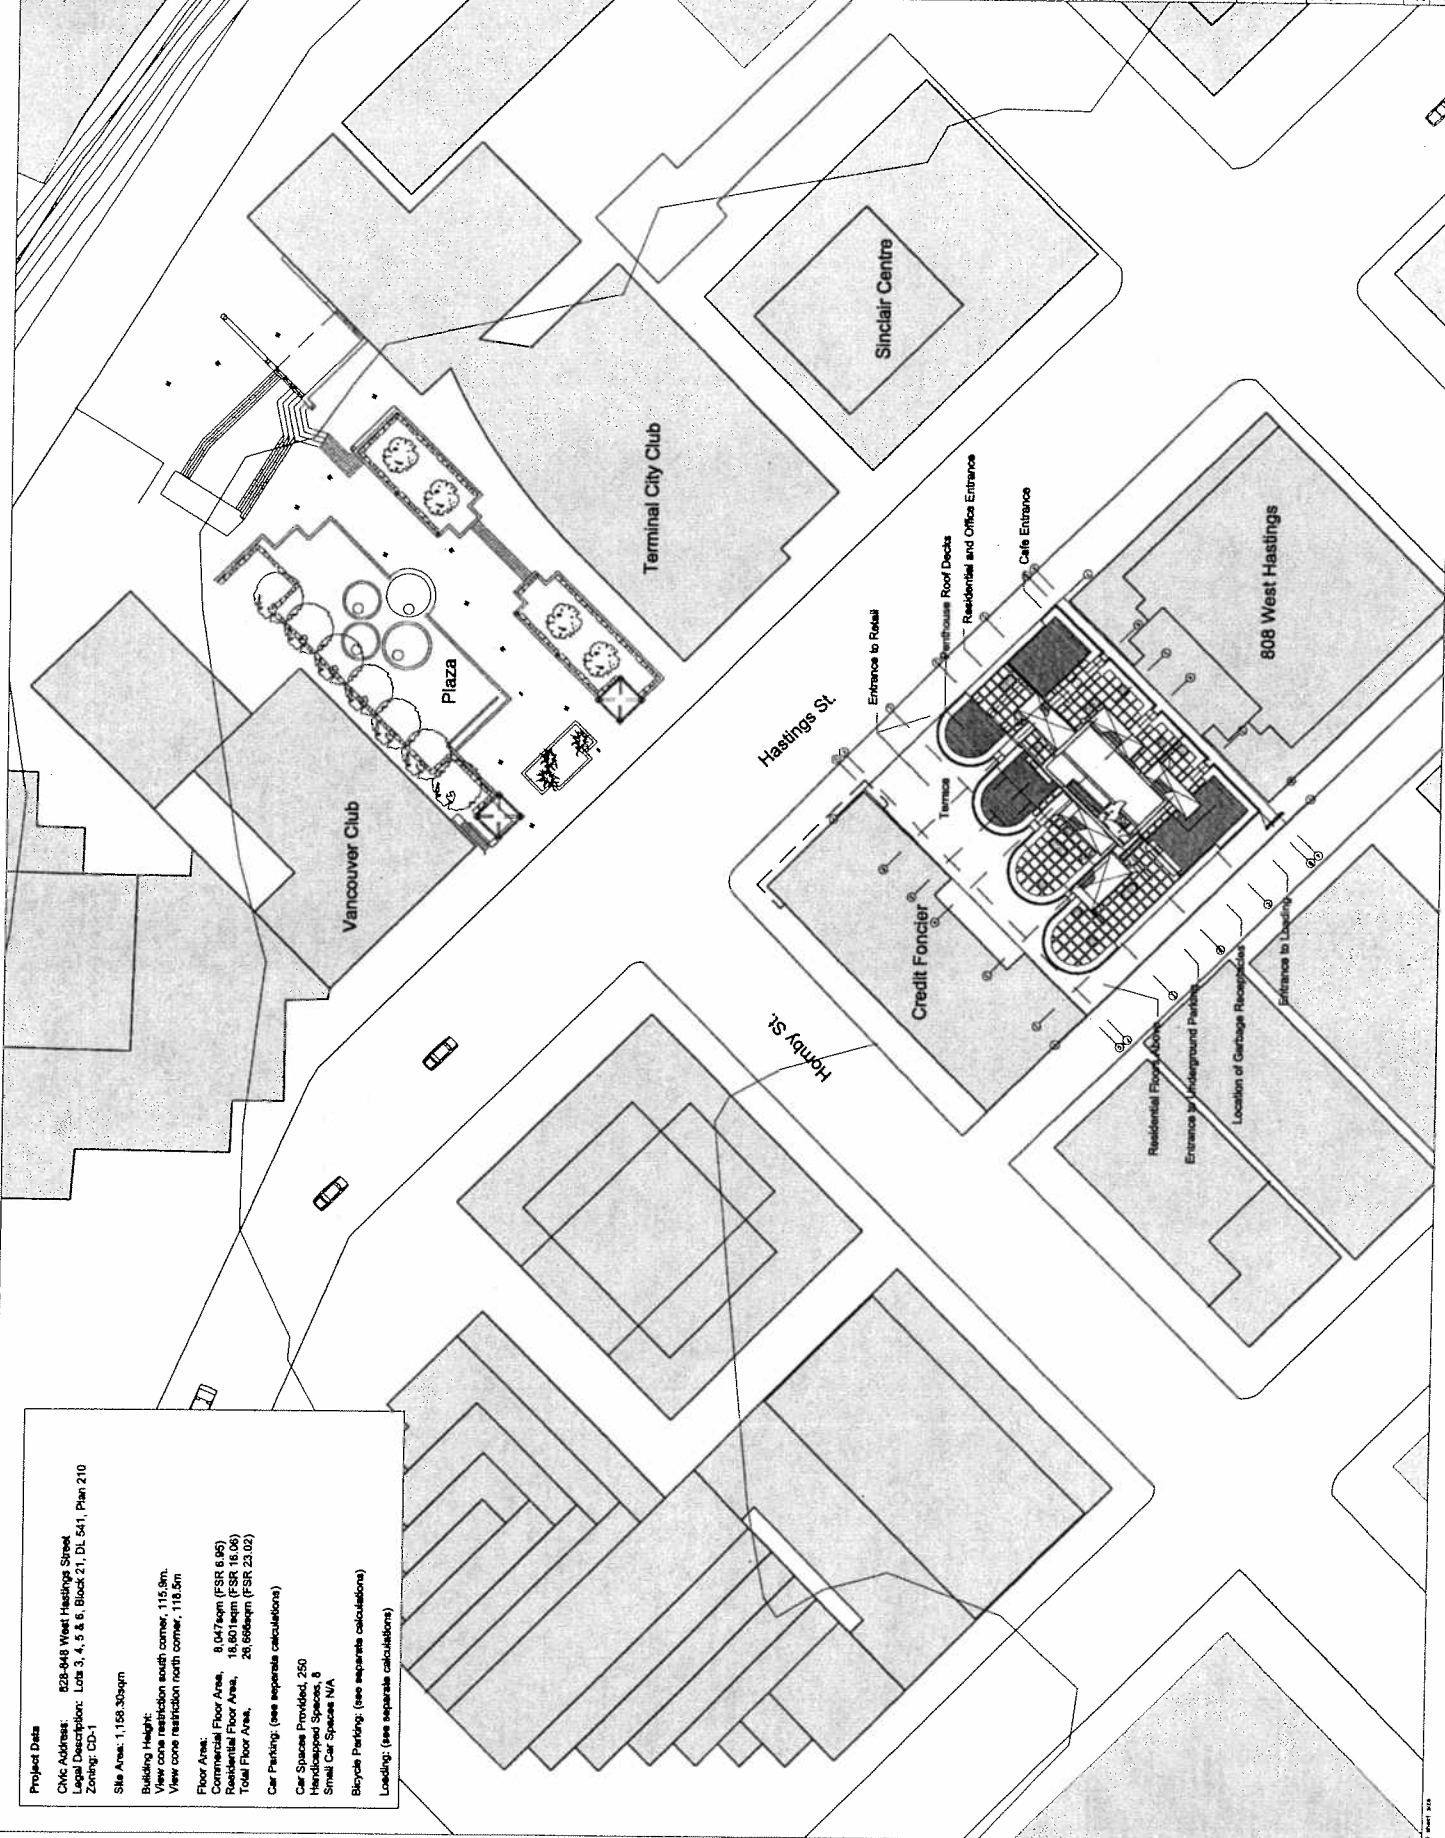 Project Data
Civic Address: 828-848 West Hastings Street
Legal Description: Lots 3, 4, 5 & 6, Block 21, DL 541, Plan 210
Zoning: CD-1
Site Area: 1,158.30sqm
Building Height:
View cone restriction south corner, 115.9m.
View cone restriction north corner, 118.5m
Floor Area:
Commercial Floor Area, 8,047sqm (FSR 6.95)
Residential Floor Area, 18,601sqm (FSR 16.06)
Total Floor Area, 26,666sqm (FSR 23.02)
Car Parking: (see separate calculations)
Car Spaces Provided, 250
Handicapped Spaces, 8
Small Car Spaces N/A
Bicycle Parking: (see separate calculations)
Loading: (see separate calculations)
Vancouver Club
Plaza
Terminal City Club
Sinclair Centre
Hastings St.
Hornby St.
Credit Foncier
Terrace
Entrance to Retail
Penthouse Roof Decks
Residential and Office Entrance
Cafe Entrance
808 West Hastings
Residential Floors Above
Entrance to Underground Parking
Location of Garbage Receptacles
Entrance to Loading
sheet size